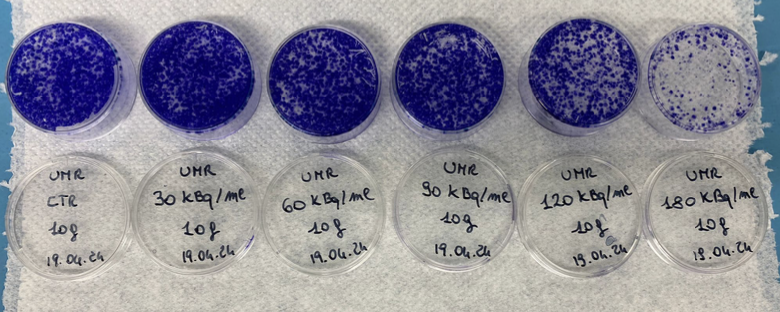 UMR
CTR
10g
19.04.24
UMR
30 kBq/ml
10g
19.04.24
UMR
60 kBq/ml
10g
19.04.24
UMR
90 kBq/ml
10g
19.04.24
UMR
120 kBq/ml
10g
19.04.24
UMR
180 kBq/ml
10g
19.04.24